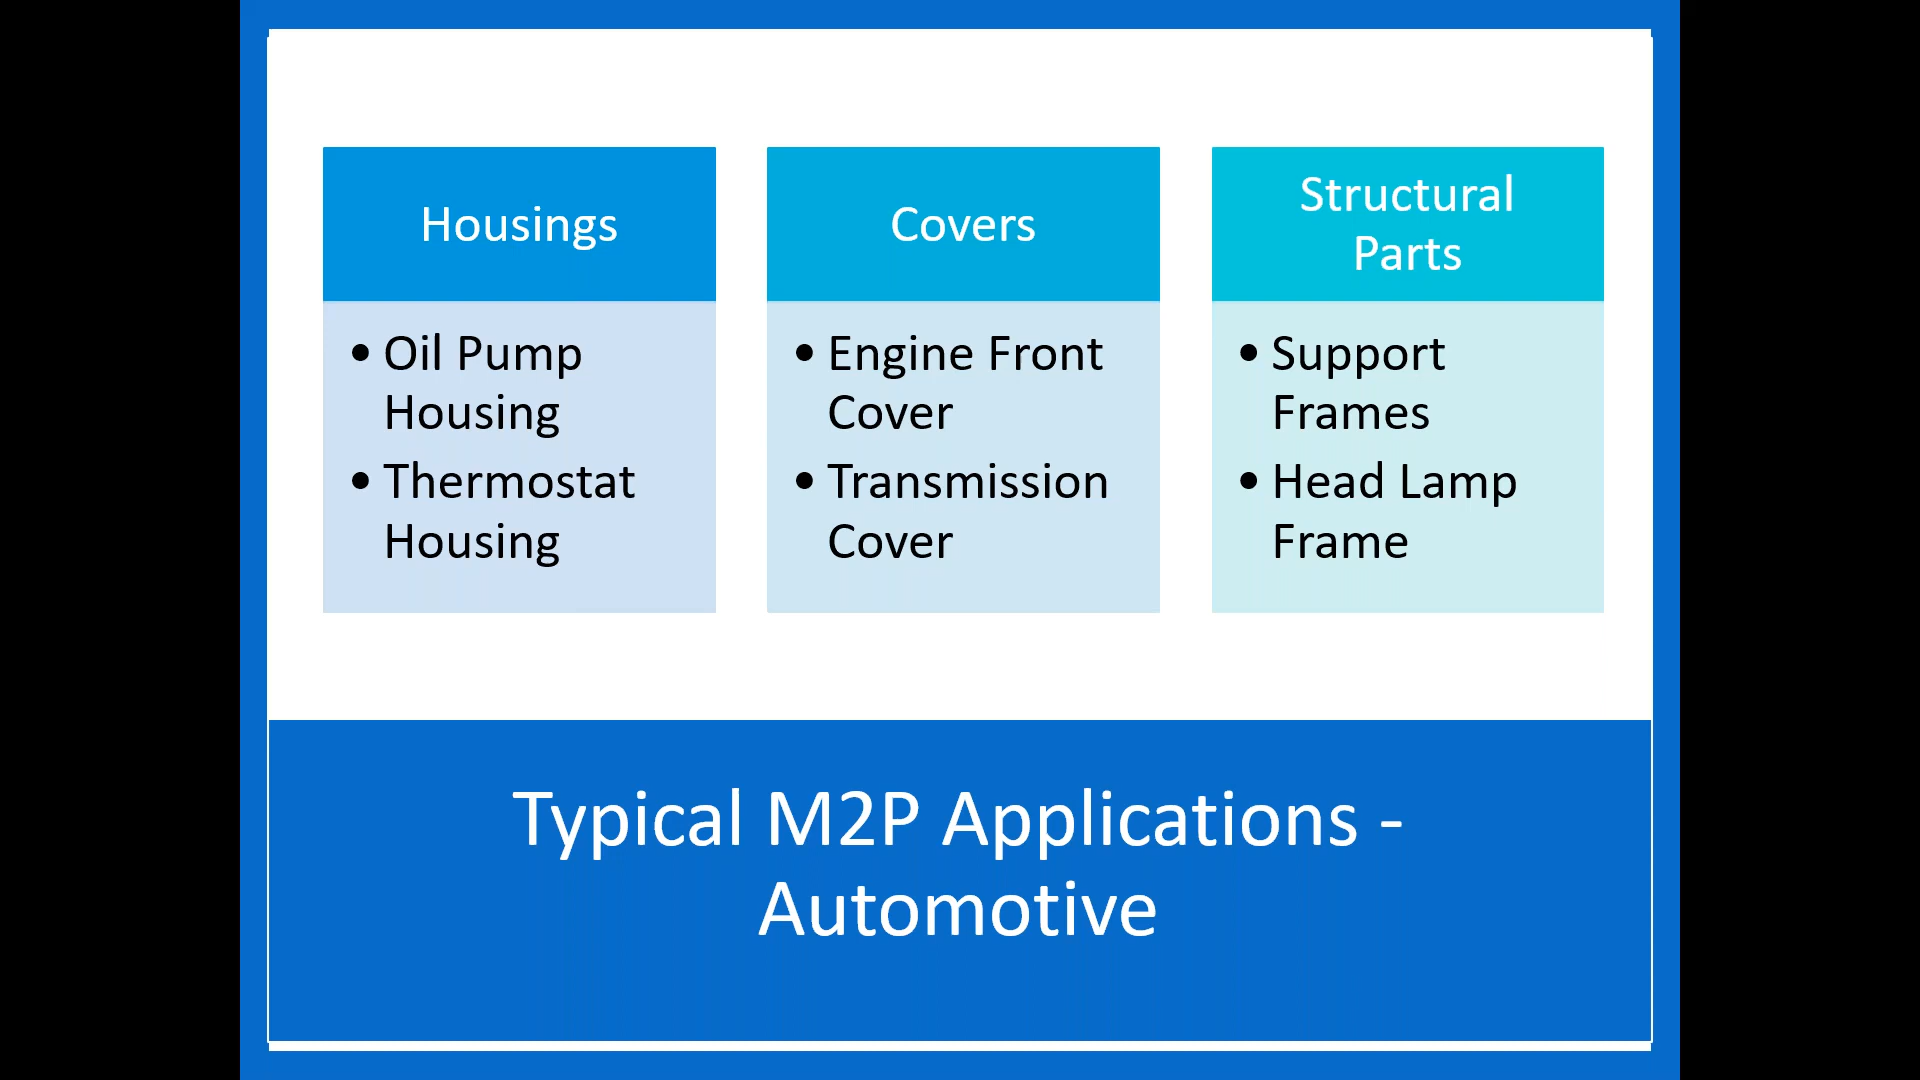 Housings
• Oil Pump
Housing
• Thermostat
Housing
Covers
• Engine Front
Cover
• Transmission
Cover
Structural
Parts
• Support
Frames
• Head Lamp
Frame
Typical M2P Applications -
Automotive